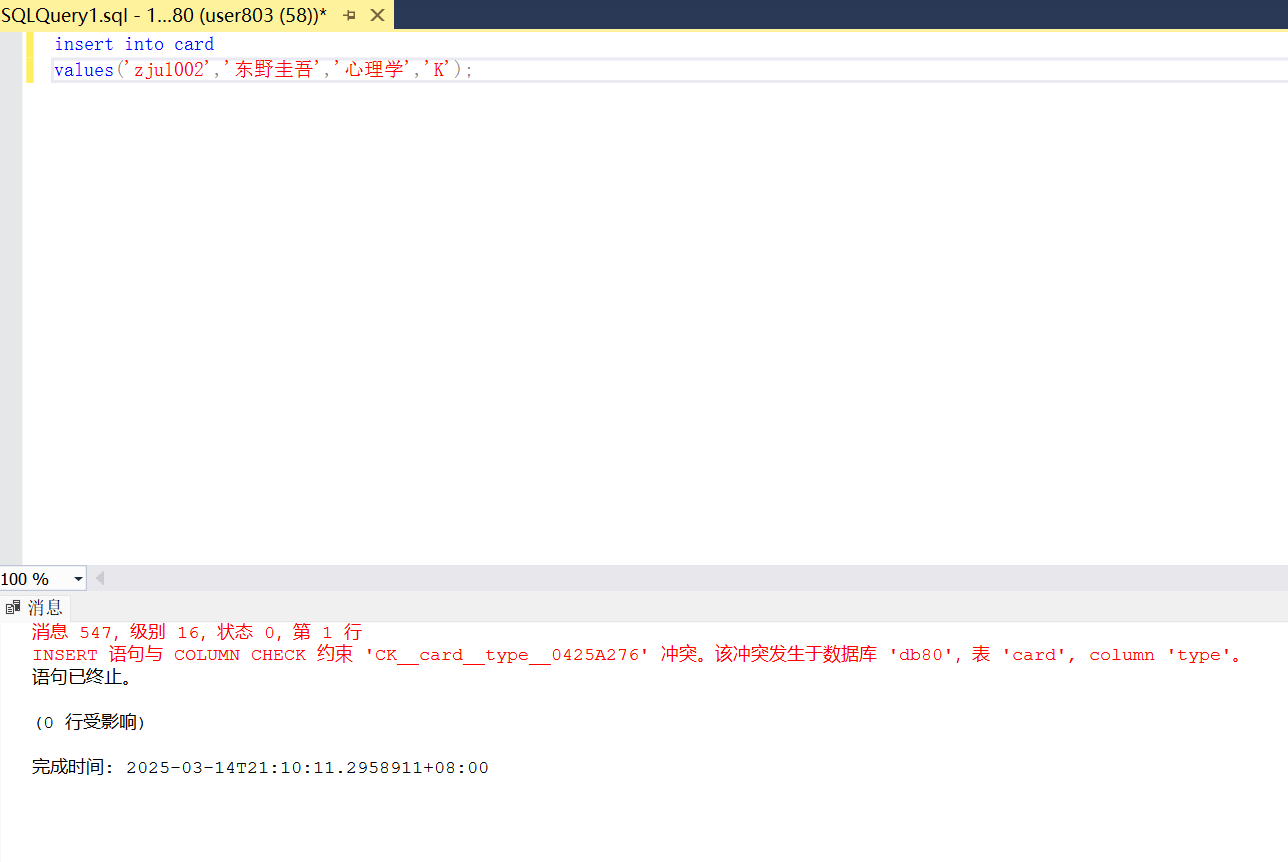 SQLQuery1.sql - 1...80 (user803 (58))*
insert into card
values('zju1002','东野圭吾','心理学','K');
100 %
消息
消息 547, 级别 16, 状态 0, 第 1 行
INSERT 语句与 COLUMN CHECK 约束 'CK__card__type__0425A276' 冲突。该冲突发生于数据库 'db80', 表 'card', column 'type'。
语句已终止。
(0 行受影响)
完成时间: 2025-03-14T21:10:11.2958911+08:00